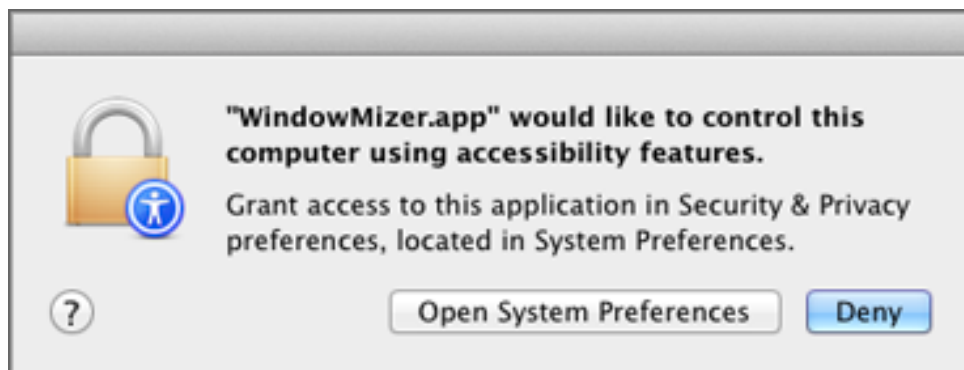 "WindowMizer.app" would like to control this
computer using accessibility features.
Grant access to this application in Security & Privacy
preferences, located in System Preferences.
? Open System Preferences Deny